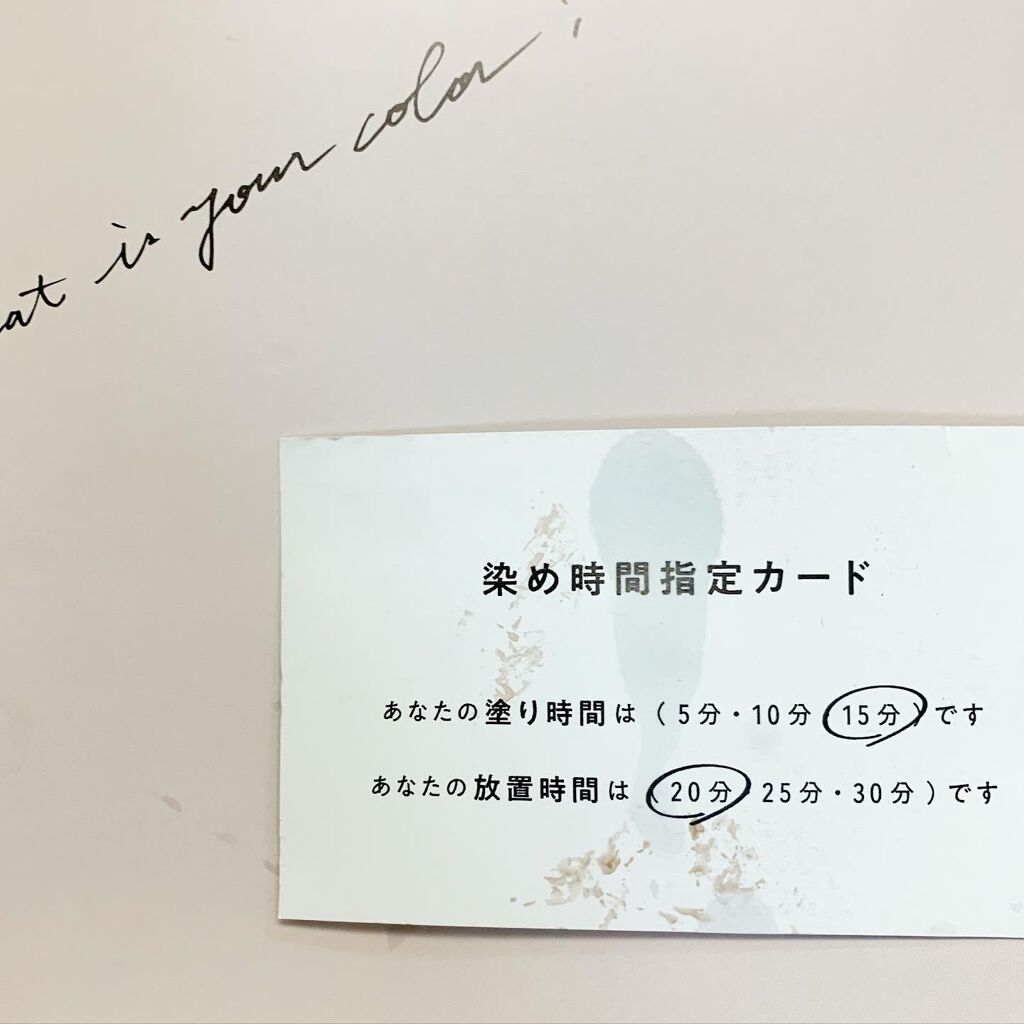 at is your color?
染め時間指定カード
あなたの塗り時間は（5分・10分 15分）です
あなたの放置時間は（20分 25分・30分）です